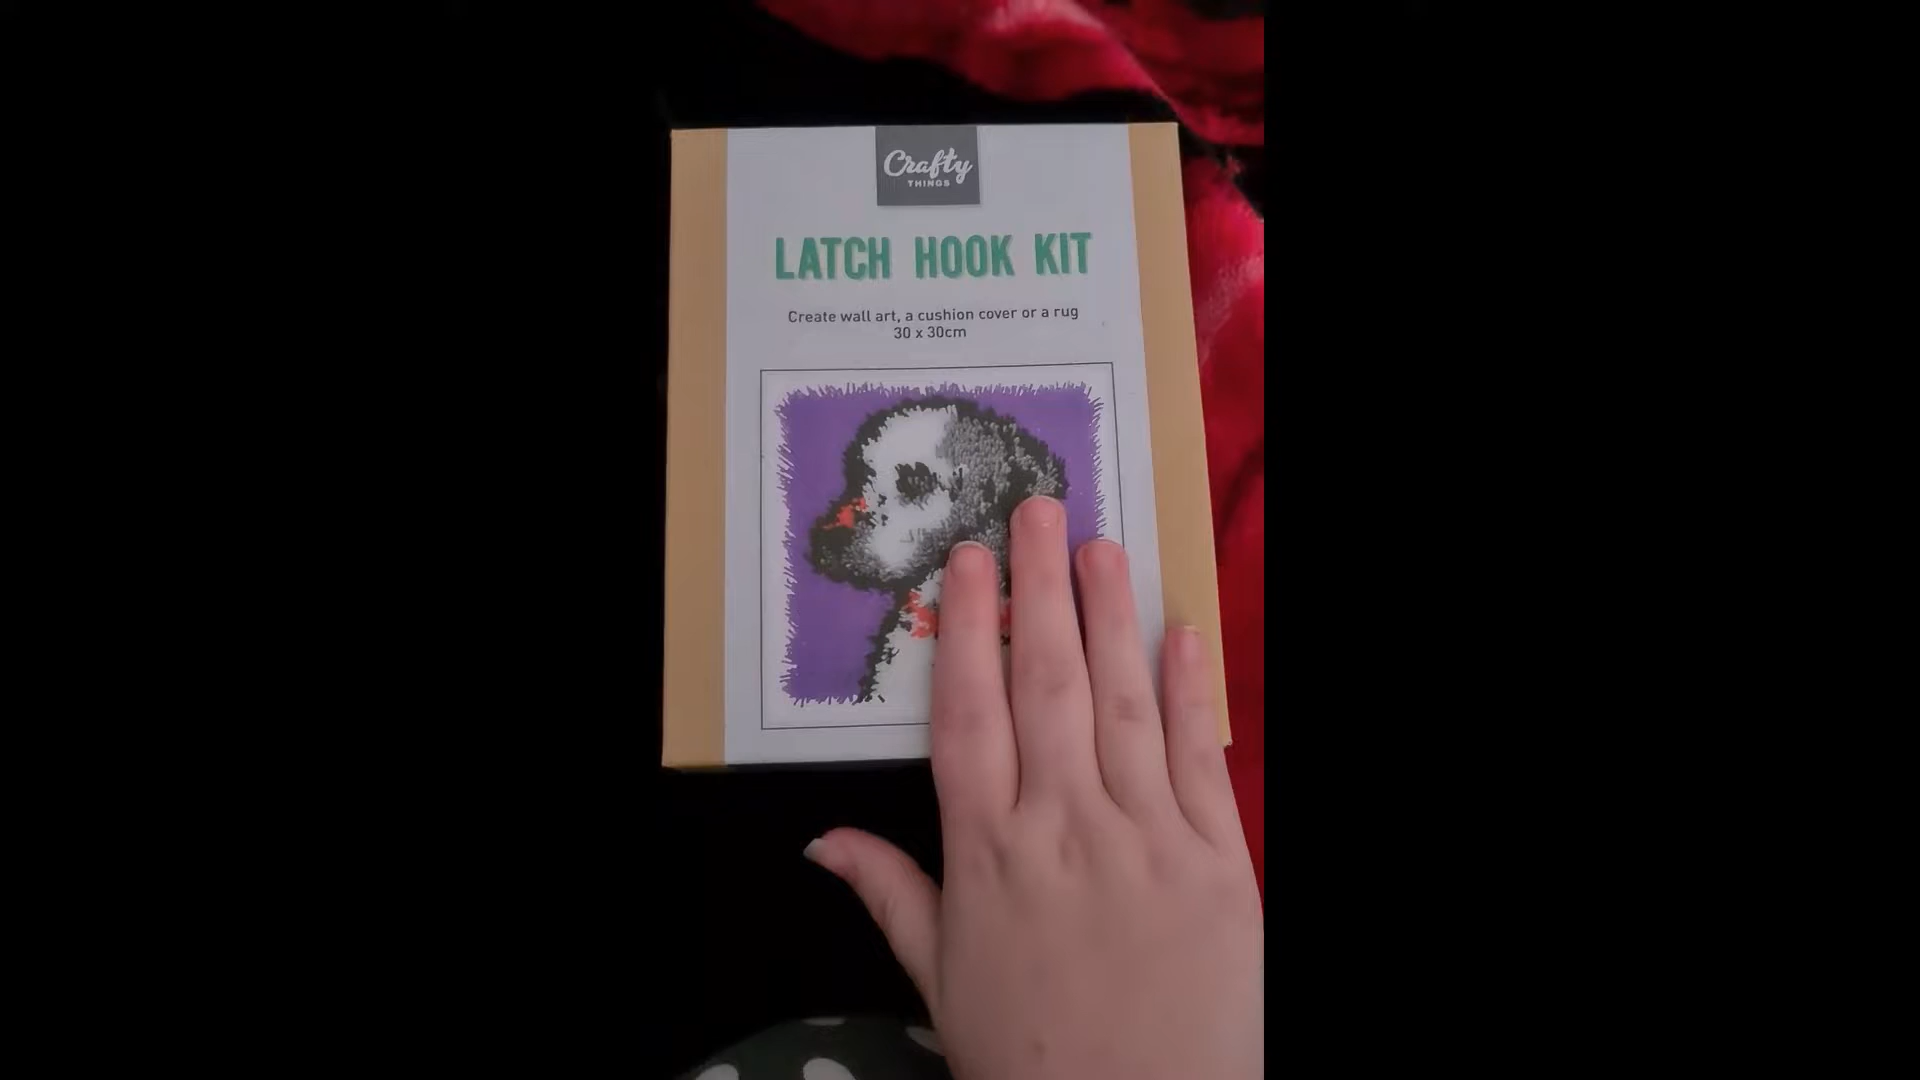 Crafty
THINGS
LATCH HOOK KIT
Create wall art, a cushion cover or a rug
30 x 30cm